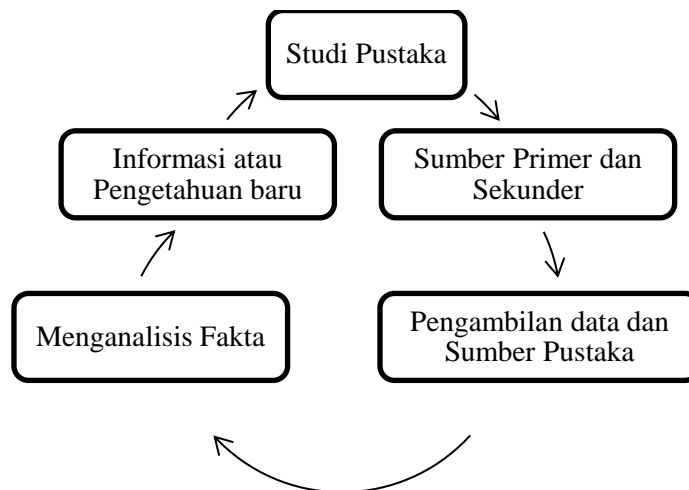 Studi Pustaka
Sumber Primer dan
Sekunder
Pengambilan data dan
Sumber Pustaka
Menganalisis Fakta
Informasi atau
Pengetahuan baru